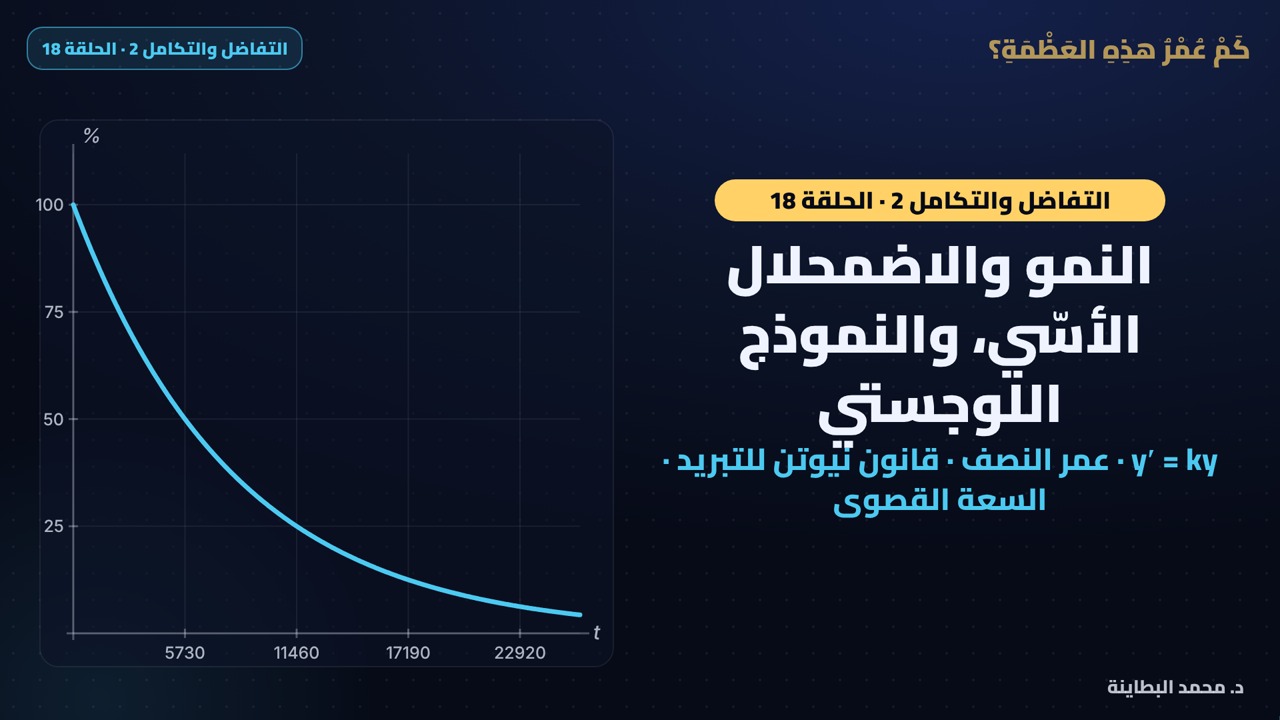 كَمْ عُمْرُ هذِهِ العَظْمَةِ؟
التفاضل والتكامل 2 · الحلقة 18
التفاضل والتكامل 2 · الحلقة 18
النمو والاضمحلال
الأسّي، والنموذج
اللوجستي
y′ = ky · عمر النصف · قانون نيوتن للتبريد ·
السعة القصوى
%
100
75
50
25
5730 11460 17190 22920
t
د. محمد البطاينة